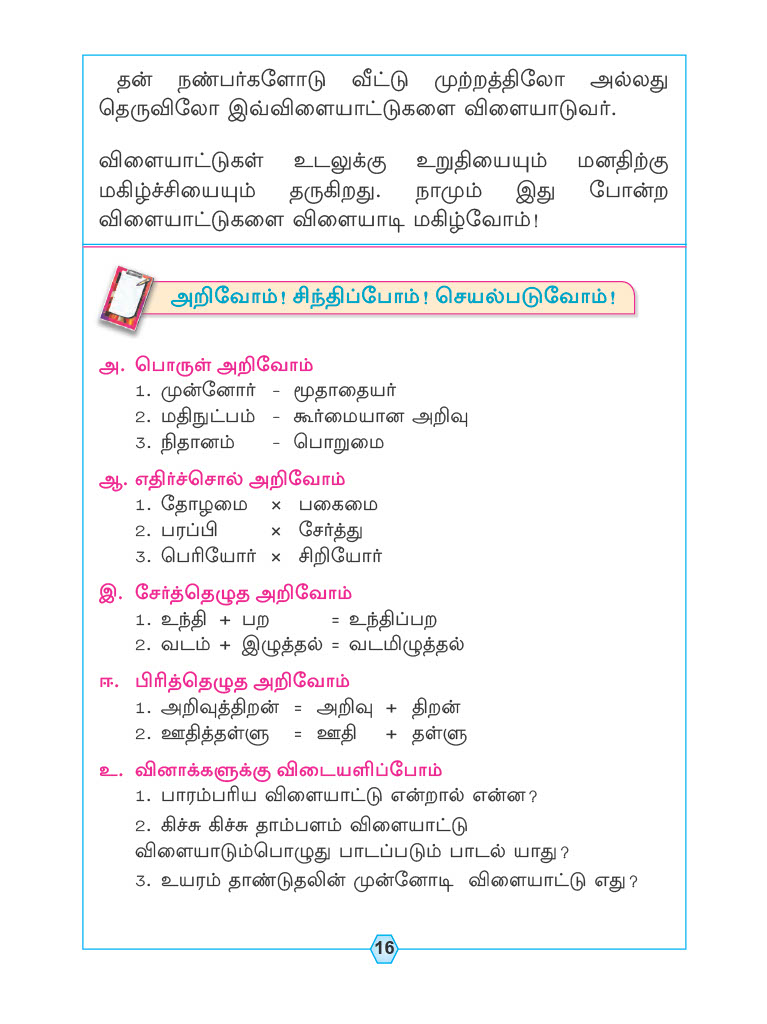 தன் நண்பர்களோடு வீட்டு முற்றத்திலோ அல்லது
தெருவிலோ இவ்விளையாட்டுகளை விளையாடுவர்.
விளையாட்டுகள் உடலுக்கு உறுதியையும் மனதிற்கு
மகிழ்ச்சியையும் தருகிறது. நாமும் இது போன்ற
விளையாட்டுகளை விளையாடி மகிழ்வோம்!
அறிவோம்! சிந்திப்போம்! செயல்படுவோம்!
அ. பொருள் அறிவோம்
1. முன்னோர் - மூதாதையர்
2. மதிநுட்பம் - கூர்மையான அறிவு
3. நிதானம் - பொறுமை
ஆ. எதிர்ச்சொல் அறிவோம்
1. தோழமை × பகைமை
2. பரப்பி × சேர்த்து
3. பெரியோர் × சிறியோர்
இ. சேர்த்தெழுத அறிவோம்
1. உந்தி + பற = உந்திப்பற
2. வடம் + இழுத்தல் = வடமிழுத்தல்
ஈ. பிரித்தெழுத அறிவோம்
1. அறிவுத்திறன் = அறிவு + திறன்
2. ஊதித்தள்ளு = ஊதி + தள்ளு
உ. வினாக்களுக்கு விடையளிப்போம்
1. பாரம்பரிய விளையாட்டு என்றால் என்ன?
2. கிச்சு கிச்சு தாம்பளம் விளையாட்டு
விளையாடும்பொழுது பாடப்படும் பாடல் யாது?
3. உயரம் தாண்டுதலின் முன்னோடி விளையாட்டு எது?
16